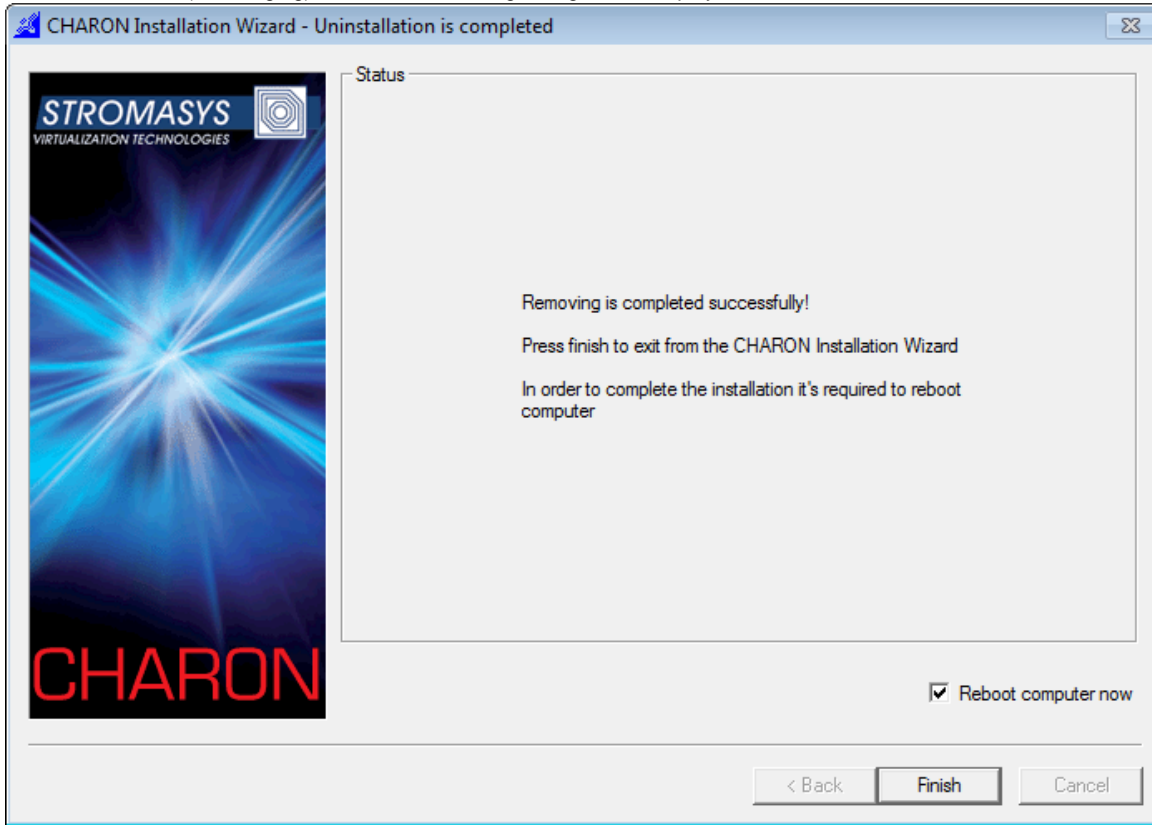 CHARON Installation Wizard - Uninstallation is completed
STROMASYS
VIRTUALIZATION TECHNOLOGIES
Status
Removing is completed successfully!
Press finish to exit from the CHARON Installation Wizard
In order to complete the installation it's required to reboot
computer
CHARON
Reboot computer now
< Back
Finish
Cancel